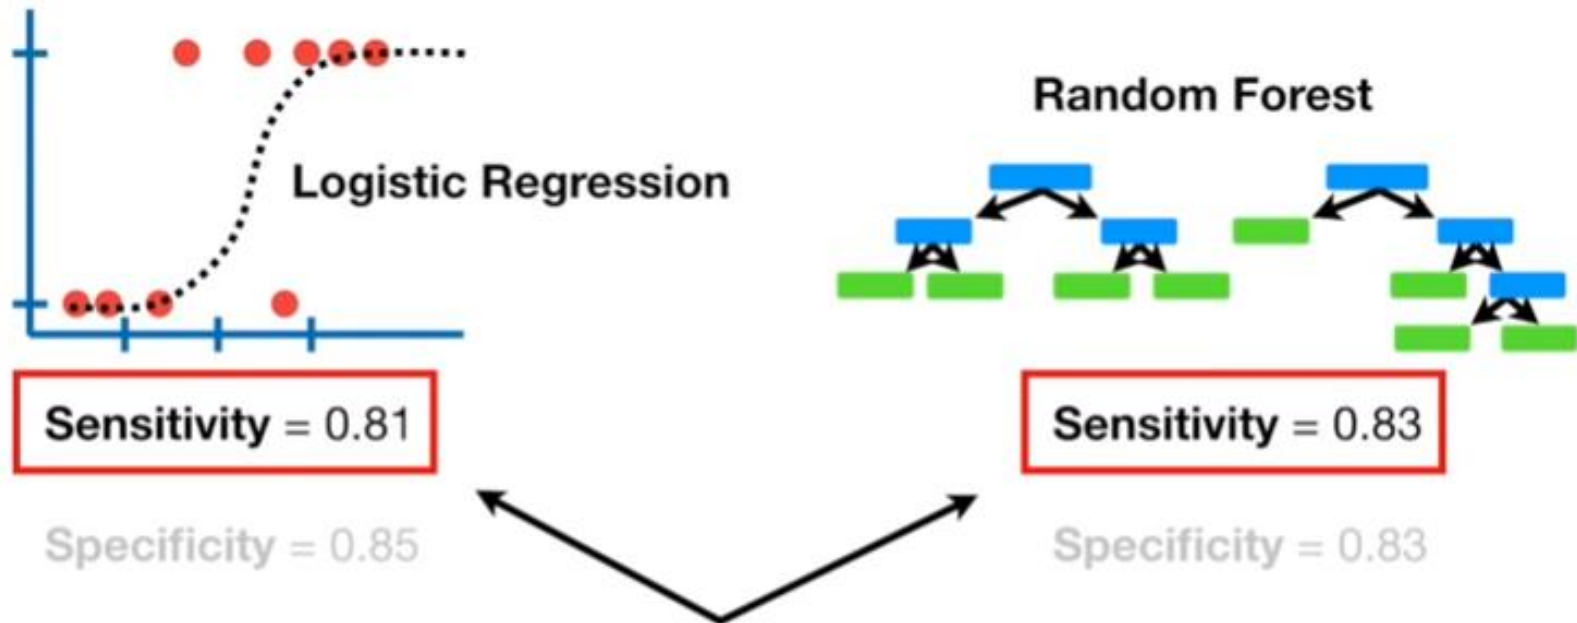 Random Forest
Logistic Regression
Sensitivity = 0.81
Sensitivity = 0.83
Specificity = 0.85
Specificity = 0.83